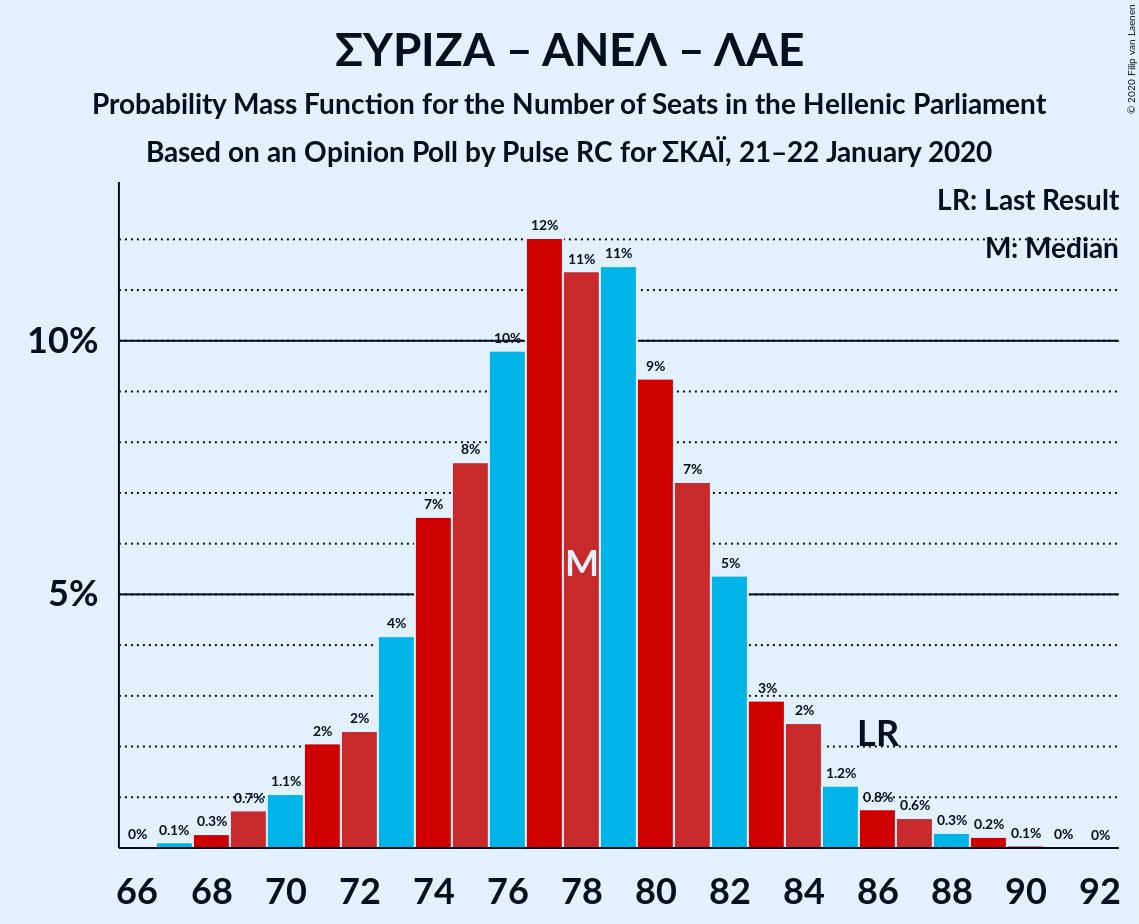 ΣΥΡΙΖΑ – ΑΝΕΛ – ΛΑΕ
Probability Mass Function for the Number of Seats in the Hellenic Parliament
Based on an Opinion Poll by Pulse RC for ΣΚΑΪ, 21–22 January 2020
© 2020 Filip van Laenen
LR: Last Result
M: Median
10%
5%
0% 0.1% 0.3% 0.7% 1.1% 2% 2% 4% 7% 8% 10% 12% 11% 11% 9% 7% 5% 3% 2% 1.2% 0.8% 0.6% 0.3% 0.2% 0.1% 0% 0%
M
LR
66 68 70 72 74 76 78 80 82 84 86 88 90 92